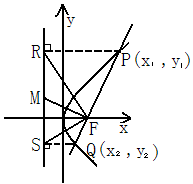 y
R
P(x₁, y₁)
M
F
x
S
Q(x₂, y₂)